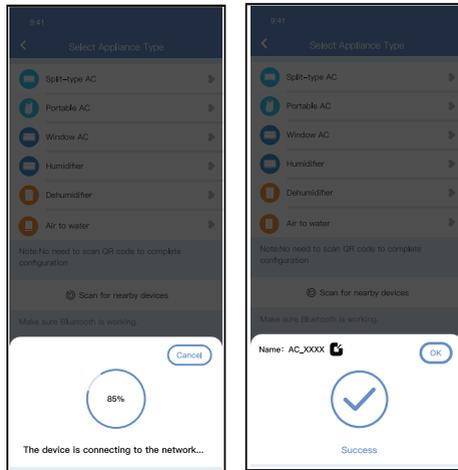 9:41
Select Appliance Type
Split-type AC
Portable AC
Window AC
Humidifier
Dehumidifier
Air to water
Note:No need to scan QR code to complete
configuration
Scan for nearby devices
Make sure Bluetooth is working.
Cancel
85%
The device is connecting to the network...
9:41
Select Appliance Type
Split-type AC
Portable AC
Window AC
Humidifier
Dehumidifier
Air to water
Note:No need to scan QR code to complete
configuration
Scan for nearby devices
Make sure Bluetooth is working.
Name: AC_XXXX
OK
Success